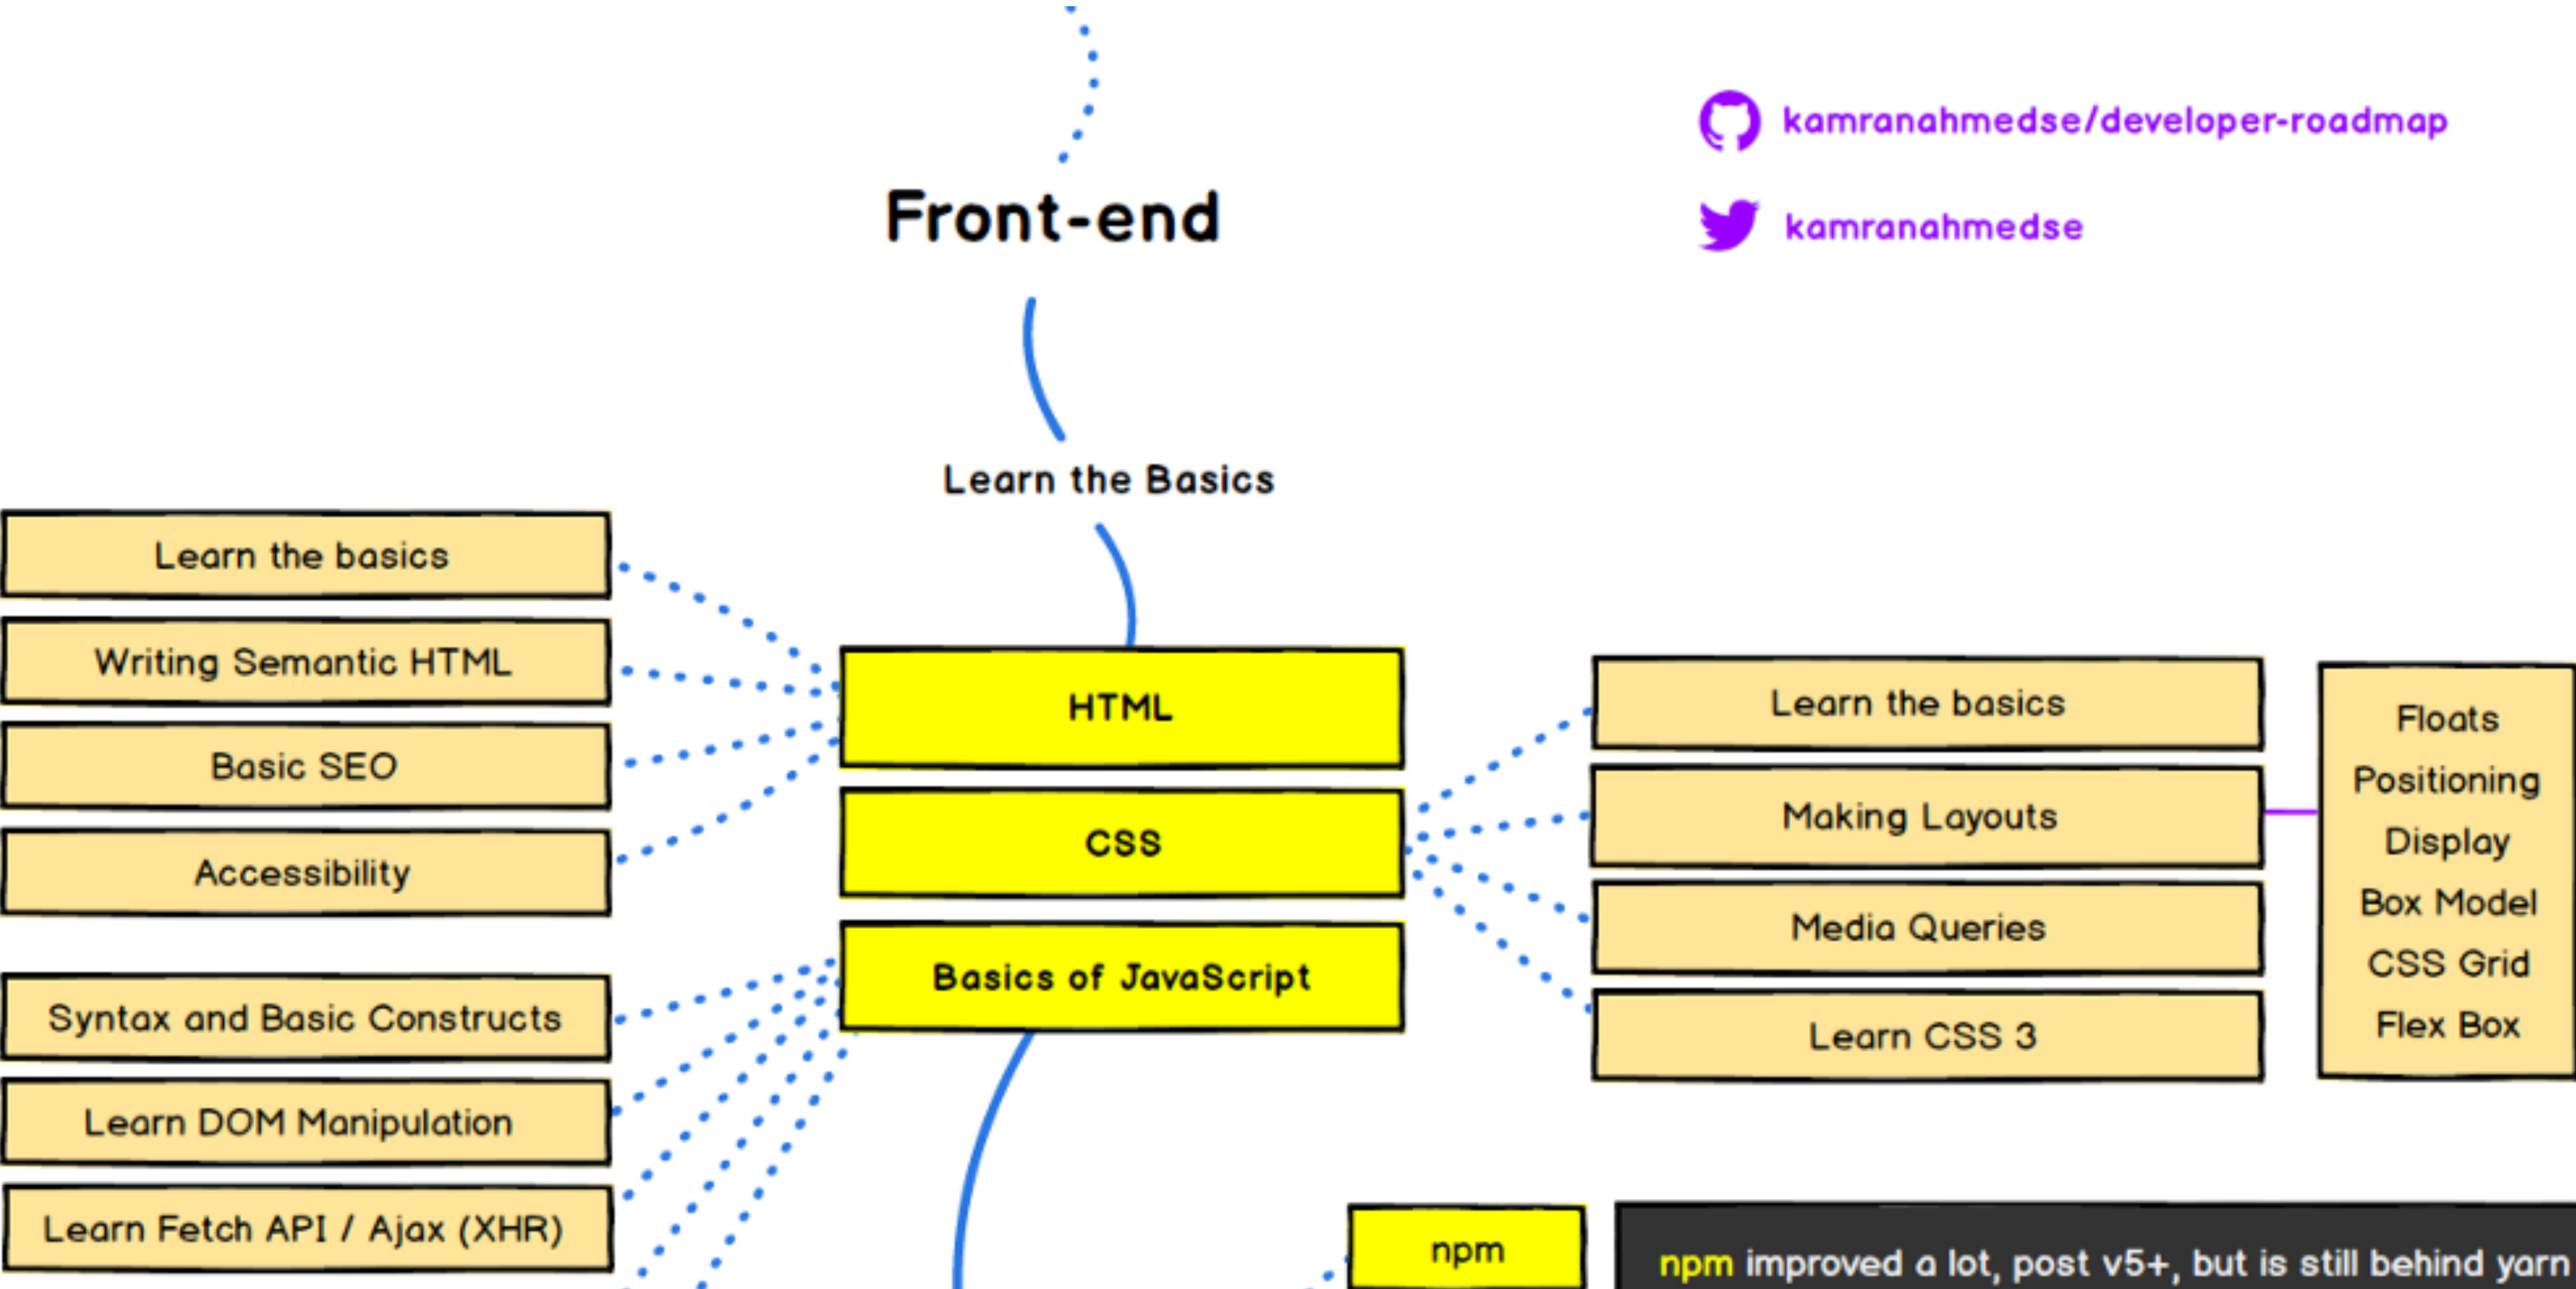 kamranahmedse/developer-roadmap
Front-end
kamranahmedse
Learn the Basics
Learn the basics
Writing Semantic HTML
Basic SEO
Accessibility
HTML
CSS
Basics of JavaScript
Learn the basics
Making Layouts
Media Queries
Learn CSS 3
Floats
Positioning
Display
Box Model
CSS Grid
Flex Box
Syntax and Basic Constructs
Learn DOM Manipulation
Learn Fetch API / Ajax (XHR)
npm
npm improved a lot, post v5+, but is still behind yarn